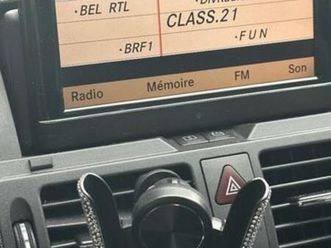 • BEL RTL
CLASS.21
• BRF1
• FUN
Radio Mémoire FM Son